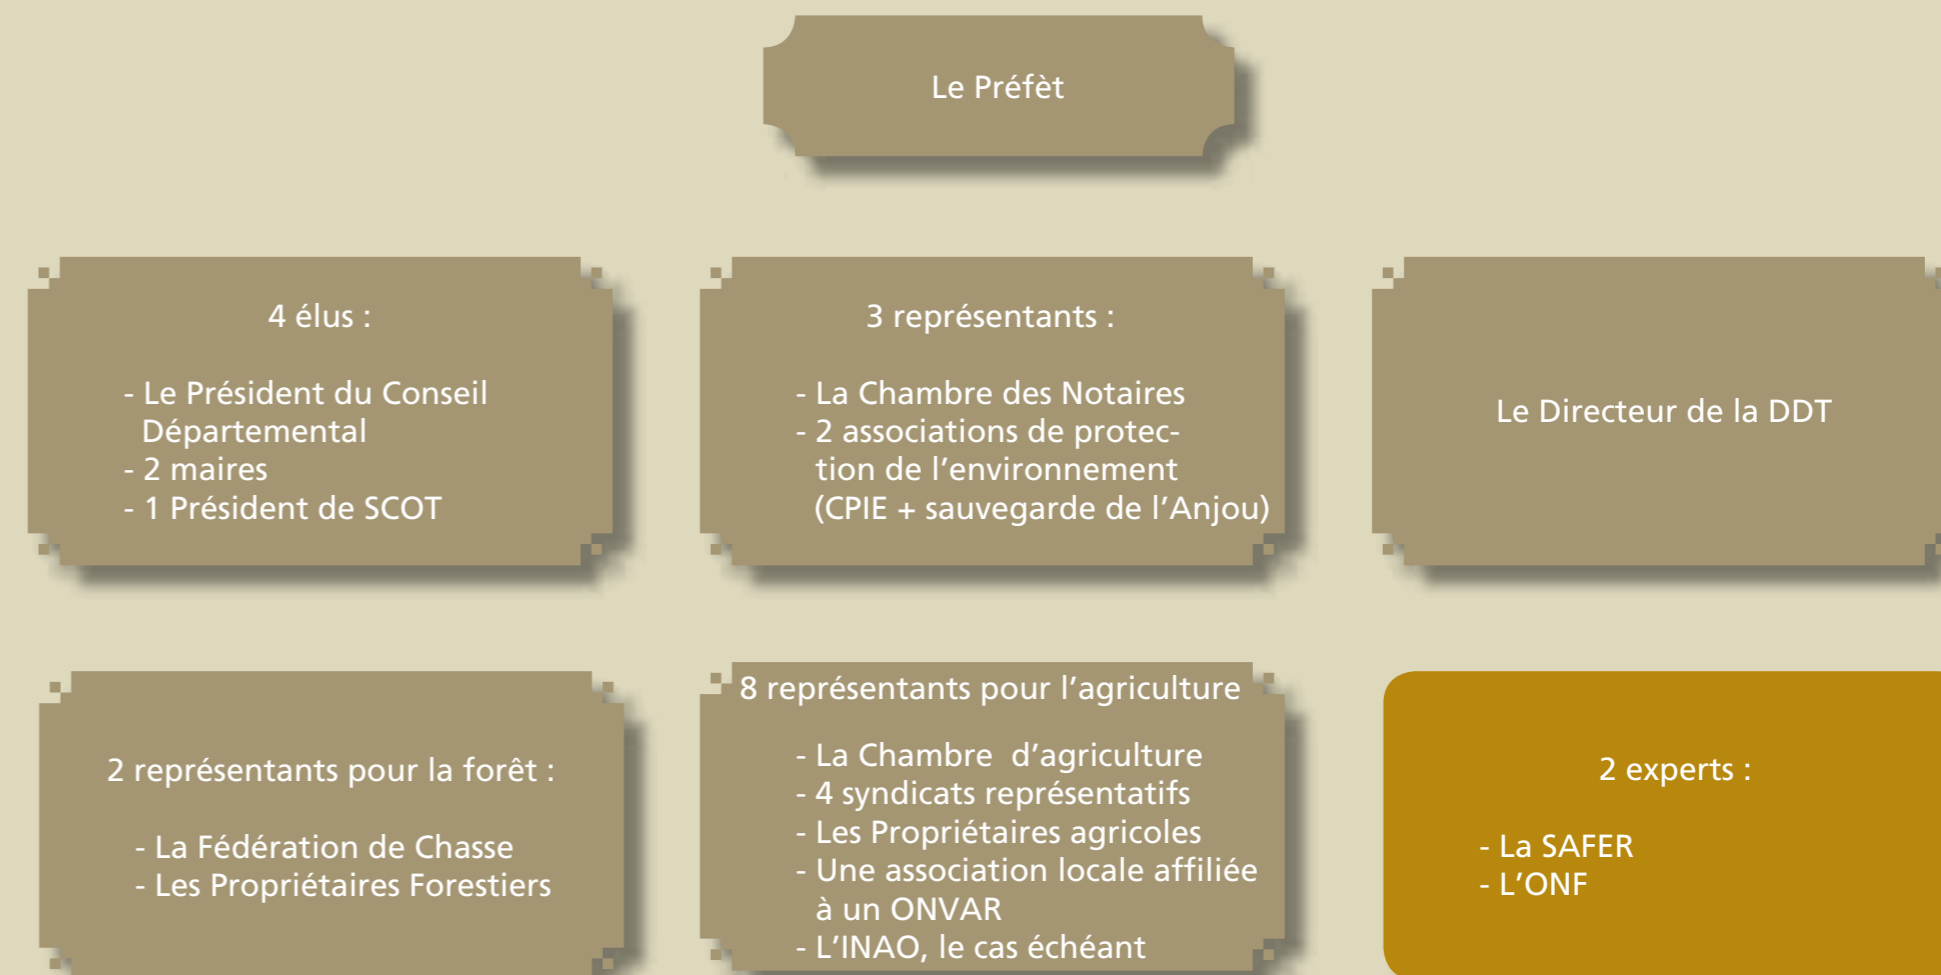 Le Préfèt
4 élus :
- Le Président du Conseil
Départemental
- 2 maires
- 1 Président de SCOT
3 représentants :
- La Chambre des Notaires
- 2 associations de protec-
tion de l’environnement
(CPIE + sauvegarde de l’Anjou)
Le Directeur de la DDT
2 représentants pour la forêt :
- La Fédération de Chasse
- Les Propriétaires Forestiers
8 représentants pour l’agriculture
- La Chambre d’agriculture
- 4 syndicats représentatifs
- Les Propriétaires agricoles
- Une association locale affiliée
à un ONVAR
- L’INAO, le cas échéant
2 experts :
- La SAFER
- L’ONF